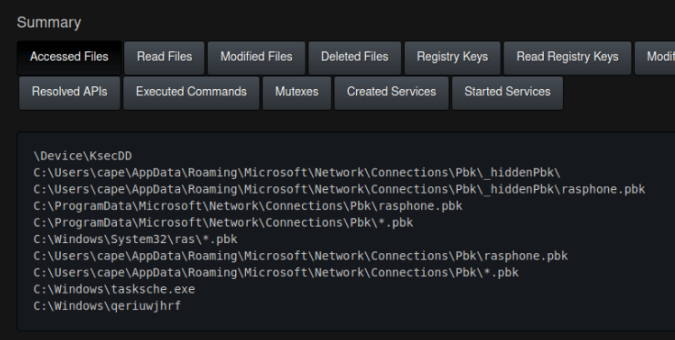 Summary
Accessed Files Read Files Modified Files Deleted Files Registry Keys Read Registry Keys
Resolved APIs Executed Commands Mutexes Created Services Started Services
\Device\KsecDD
C:\Users\cape\AppData\Roaming\Microsoft\Network\Connections\Pbk\_hiddenPbk\
C:\Users\cape\AppData\Roaming\Microsoft\Network\Connections\Pbk\_hiddenPbk\rasphone.pbk
C:\ProgramData\Microsoft\Network\Connections\Pbk\rasphone.pbk
C:\ProgramData\Microsoft\Network\Connections\Pbk\*.pbk
C:\Windows\System32\ras\*.pbk
C:\Users\cape\AppData\Roaming\Microsoft\Network\Connections\Pbk\rasphone.pbk
C:\Users\cape\AppData\Roaming\Microsoft\Network\Connections\Pbk\*.pbk
C:\Windows\tasksche.exe
C:\Windows\qeriuwjhrf